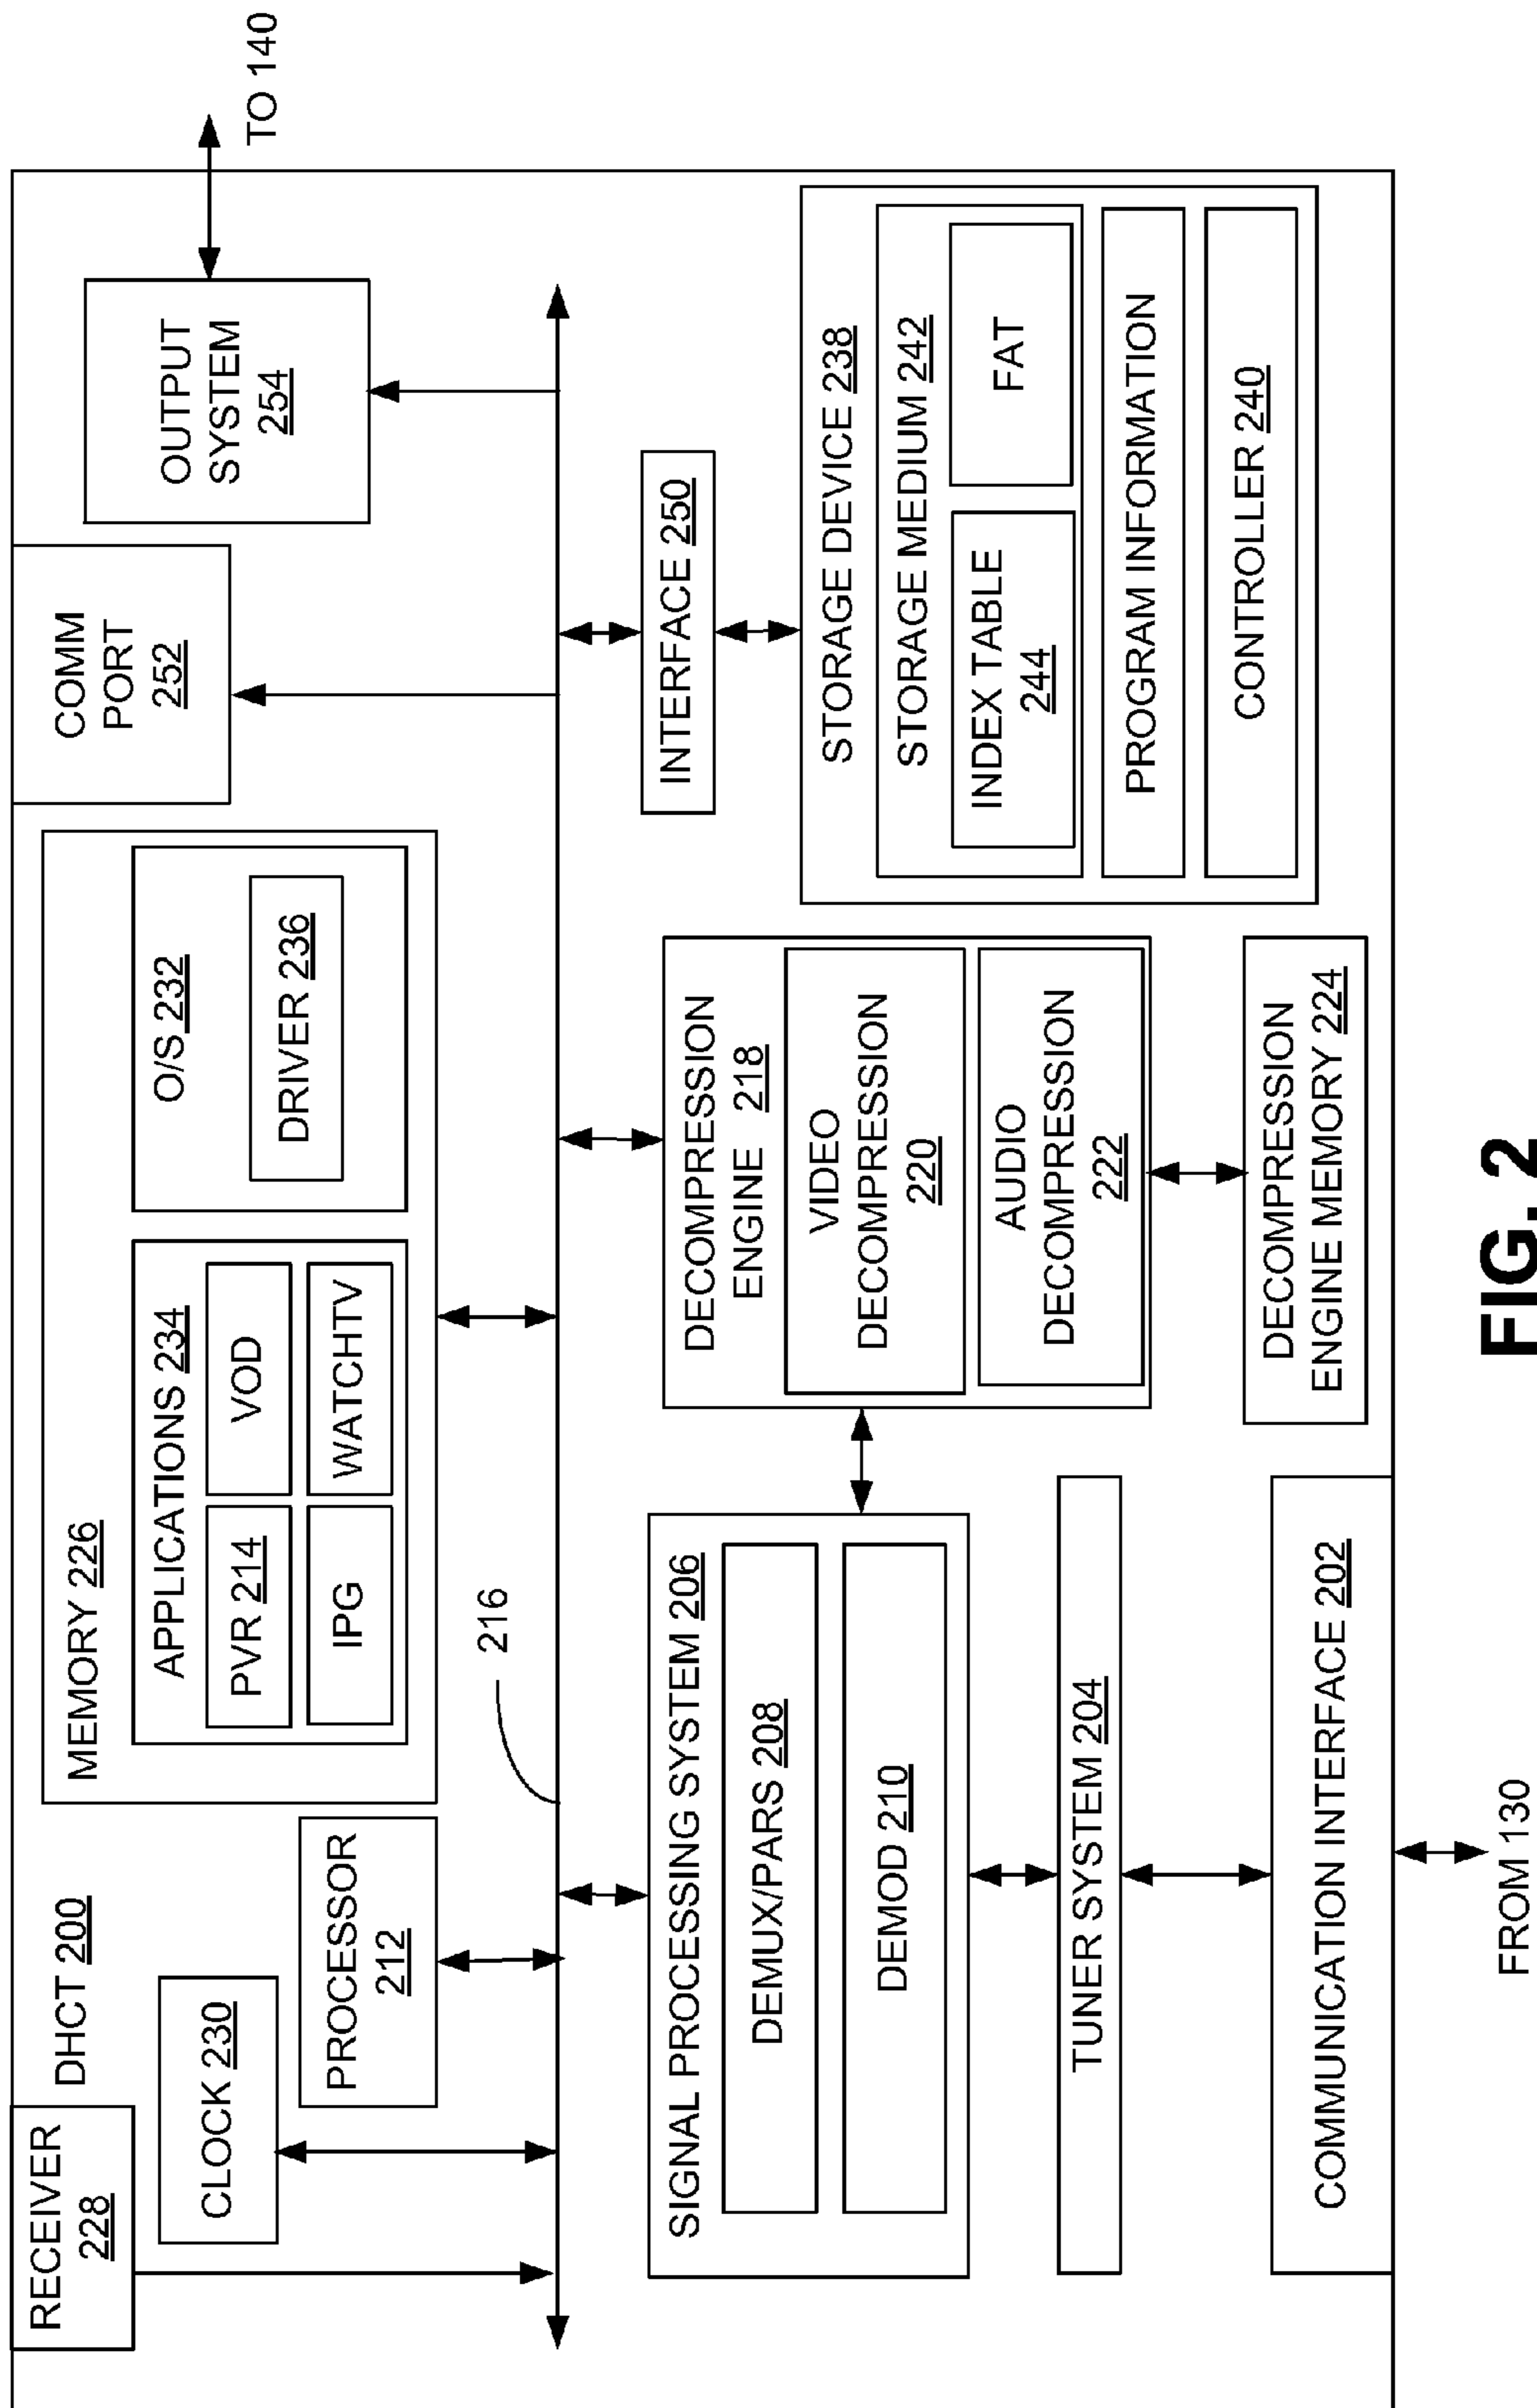 RECEIVER
228
DHCT 200
CLOCK 230
PROCESSOR
212
MEMORY 226
APPLICATIONS 234
PVR 214
VOD
IPG
WATCHTV
O/S 232
DRIVER 236
COMM
PORT
252
OUTPUT
SYSTEM
254
TO 140
216
SIGNAL PROCESSING SYSTEM 206
DEMUX/PARS 208
DEMOD 210
TUNER SYSTEM 204
COMMUNICATION INTERFACE 202
FROM 130
DECOMPRESSION
ENGINE 218
VIDEO
DECOMPRESSION
220
AUDIO
DECOMPRESSION
222
DECOMPRESSION
ENGINE MEMORY 224
INTERFACE 250
STORAGE DEVICE 238
STORAGE MEDIUM 242
INDEX TABLE
244
FAT
PROGRAM INFORMATION
CONTROLLER 240
FIG. 2